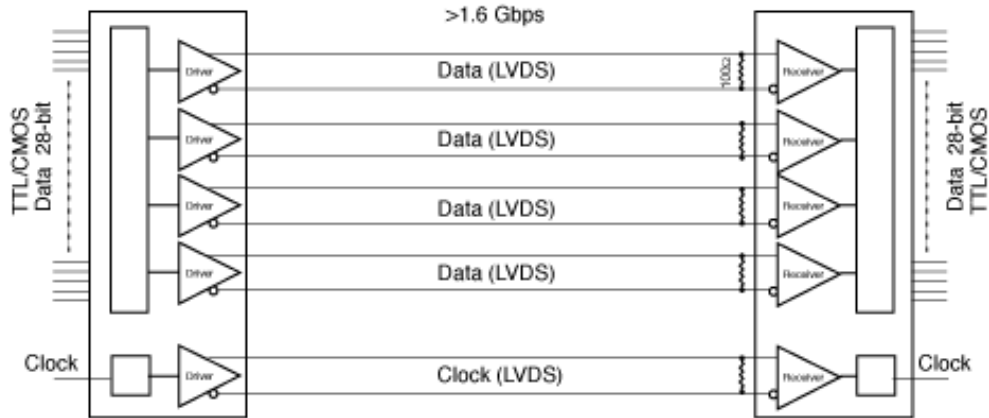 >1.6 Gbps
TTL/CMOS
Data 28-bit
Driver
Data (LVDS)
100Ω
Receiver
Driver
Data (LVDS)
Receiver
Driver
Data (LVDS)
Receiver
Driver
Data (LVDS)
Receiver
Data 28-bit
TTL/CMOS
Clock
Driver
Clock (LVDS)
Receiver
Clock